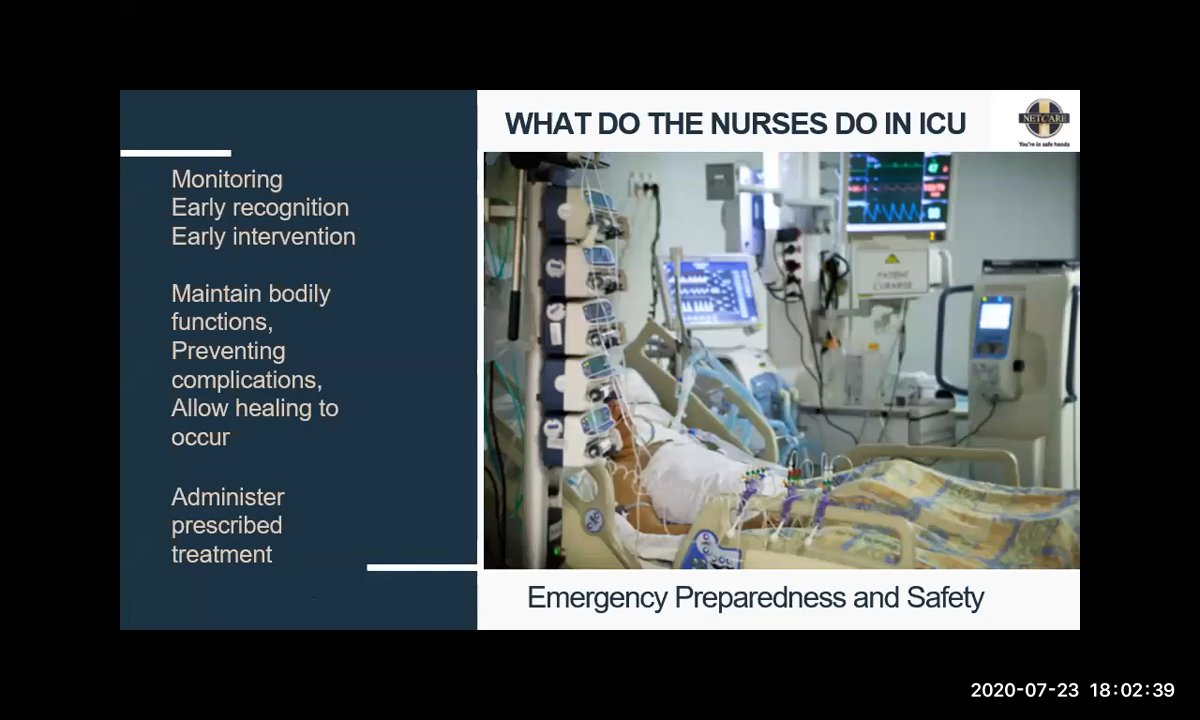 WHAT DO THE NURSES DO IN ICU
NETCARE
You're in safe hands
Monitoring
Early recognition
Early intervention
Maintain bodily
functions,
Preventing
complications,
Allow healing to
occur
Administer
prescribed
treatment
PATIENT
CURARISE
Emergency Preparedness and Safety
2020-07-23 18:02:39